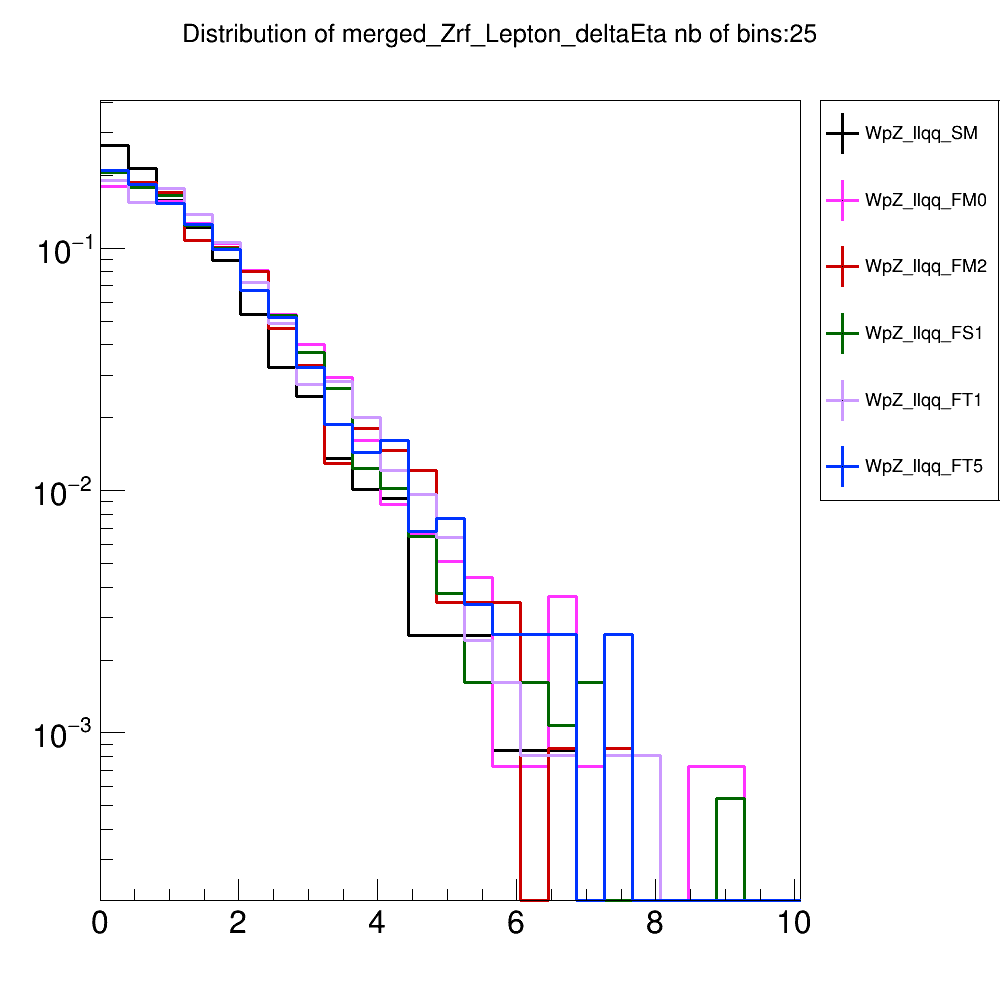 Distribution of merged_Zrf_Lepton_deltaEta nb of bins:25
WpZ_llqq_SM
WpZ_llqq_FM0
WpZ_llqq_FM2
WpZ_llqq_FS1
WpZ_llqq_FT1
WpZ_llqq_FT5
10⁻¹
10⁻²
10⁻³
0 2 4 6 8 10